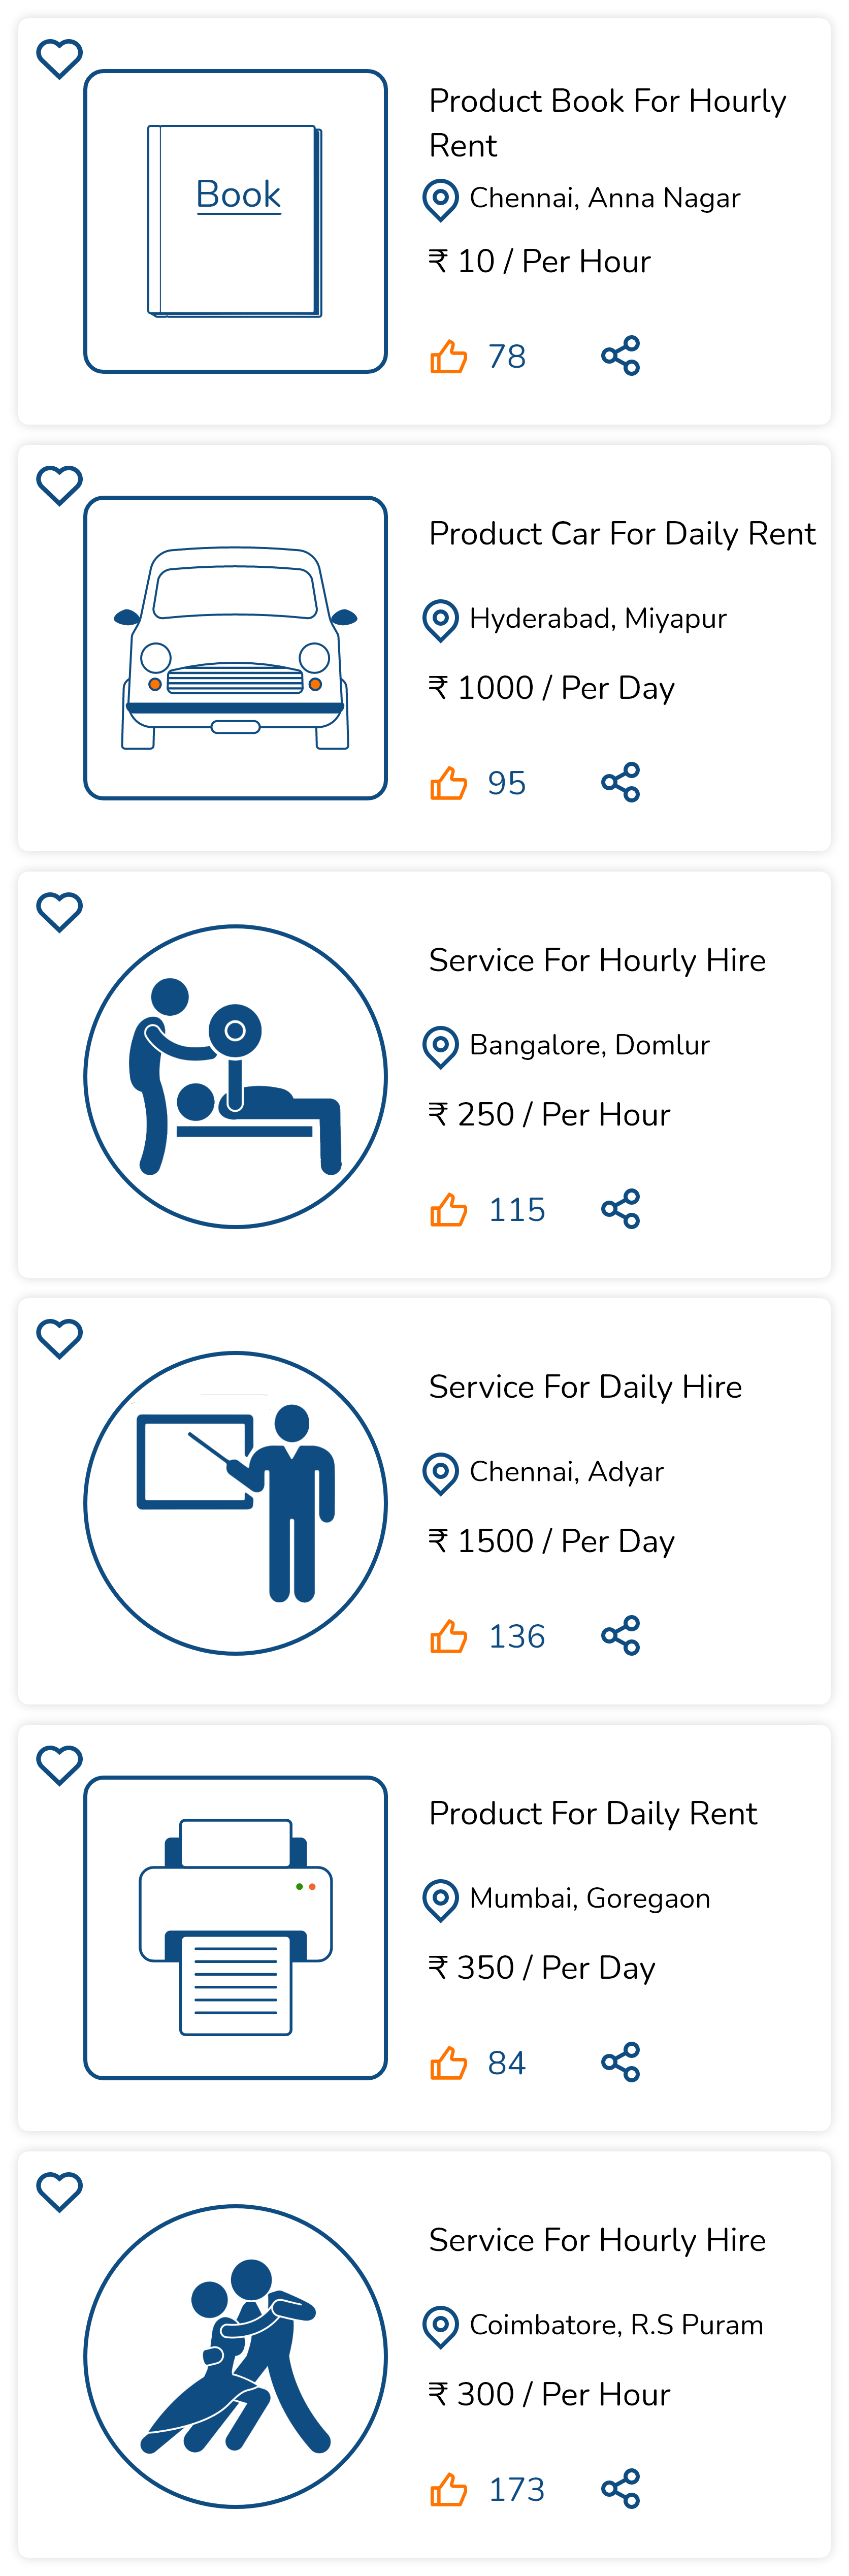 Book
Product Book For Hourly
Rent
Chennai, Anna Nagar
₹ 10 / Per Hour
78
Product Car For Daily Rent
Hyderabad, Miyapur
₹ 1000 / Per Day
95
Service For Hourly Hire
Bangalore, Domlur
₹ 250 / Per Hour
115
Service For Daily Hire
Chennai, Adyar
₹ 1500 / Per Day
136
Product For Daily Rent
Mumbai, Goregaon
₹ 350 / Per Day
84
Service For Hourly Hire
Coimbatore, R.S Puram
₹ 300 / Per Hour
173